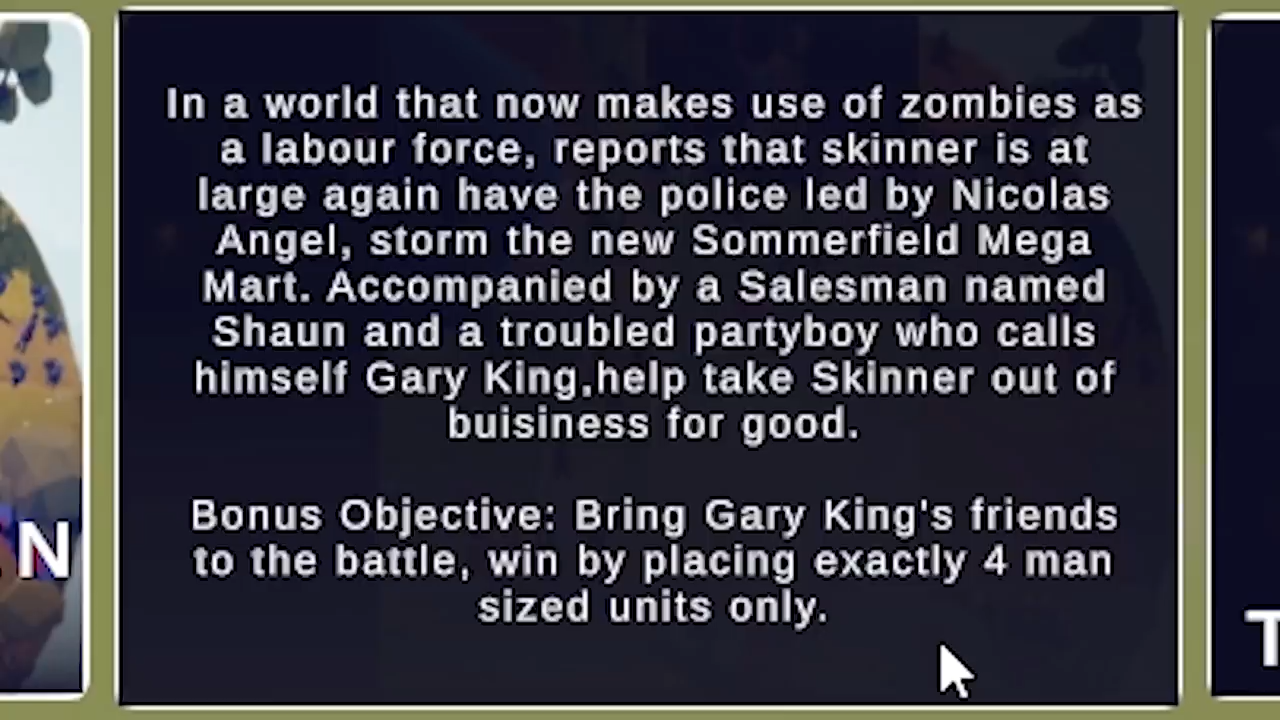 In a world that now makes use of zombies as
a labour force, reports that skinner is at
large again have the police led by Nicolas
Angel, storm the new Sommerfield Mega
Mart. Accompanied by a Salesman named
Shaun and a troubled partyboy who calls
himself Gary King,help take Skinner out of
buisiness for good.
Bonus Objective: Bring Gary King's friends
to the battle, win by placing exactly 4 man
sized units only.
N
T